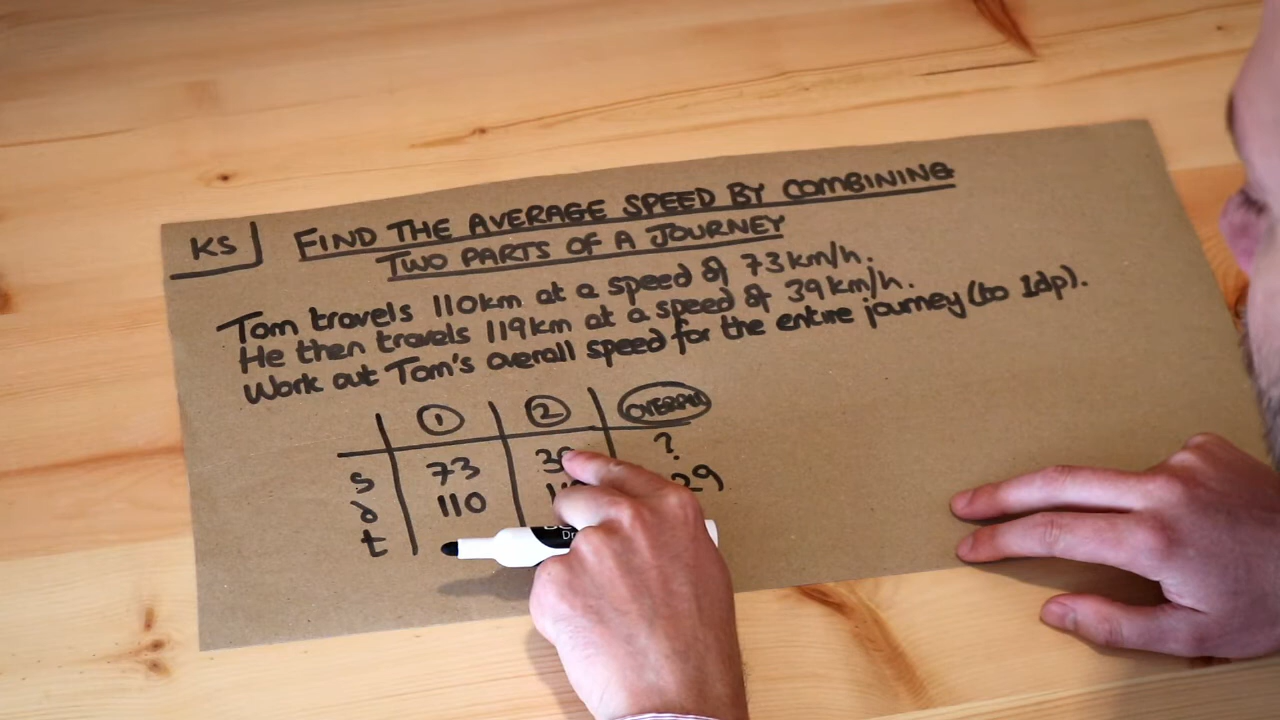 KS
FIND THE AVERAGE SPEED BY COMBINING
TWO PARTS OF A JOURNEY
Tom travels 110km at a speed of 73km/h.
He then travels 119km at a speed of 39km/h.
Work out Tom's overall speed for the entire journey (to 1dp).
1 2 OVERALL
s 73 ?
d 110 29
t